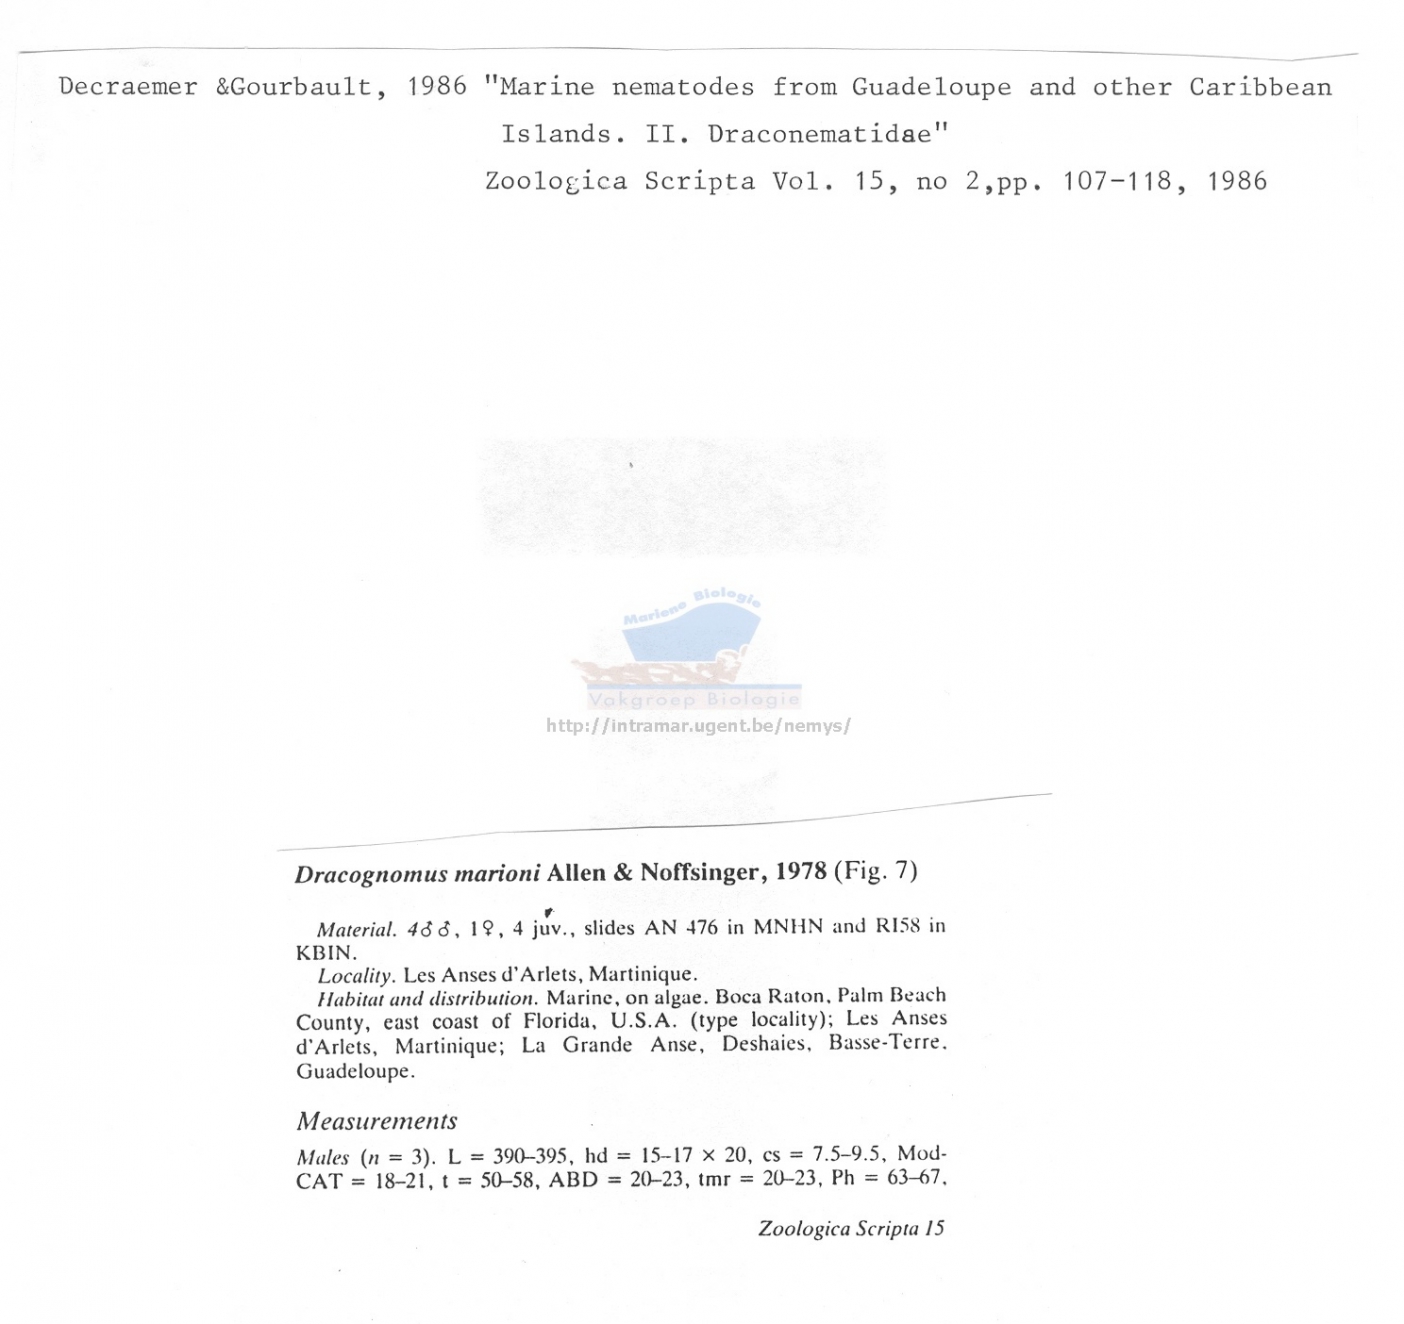 Decraemer &Gourbault, 1986 "Marine nematodes from Guadeloupe and other Caribbean
Islands. II. Draconematidae"
Zoologica Scripta Vol. 15, no 2,pp. 107-118, 1986
Mariene Biologie
Vakgroep Biologie
http://intramar.ugent.be/nemys/
Dracognomus marioni Allen & Noffsinger, 1978 (Fig. 7)
Material. 4♂♂, 1♀, 4 juv., slides AN 476 in MNHN and RI58 in
KBIN.
Locality. Les Anses d'Arlets, Martinique.
Habitat and distribution. Marine, on algae. Boca Raton, Palm Beach
County, east coast of Florida, U.S.A. (type locality); Les Anses
d'Arlets, Martinique; La Grande Anse, Deshaies, Basse-Terre.
Guadeloupe.
Measurements
Males (n = 3). L = 390–395, hd = 15–17 × 20, cs = 7.5–9.5, Mod-
CAT = 18–21, t = 50–58, ABD = 20–23, tmr = 20–23, Ph = 63–67,
Zoologica Scripta 15